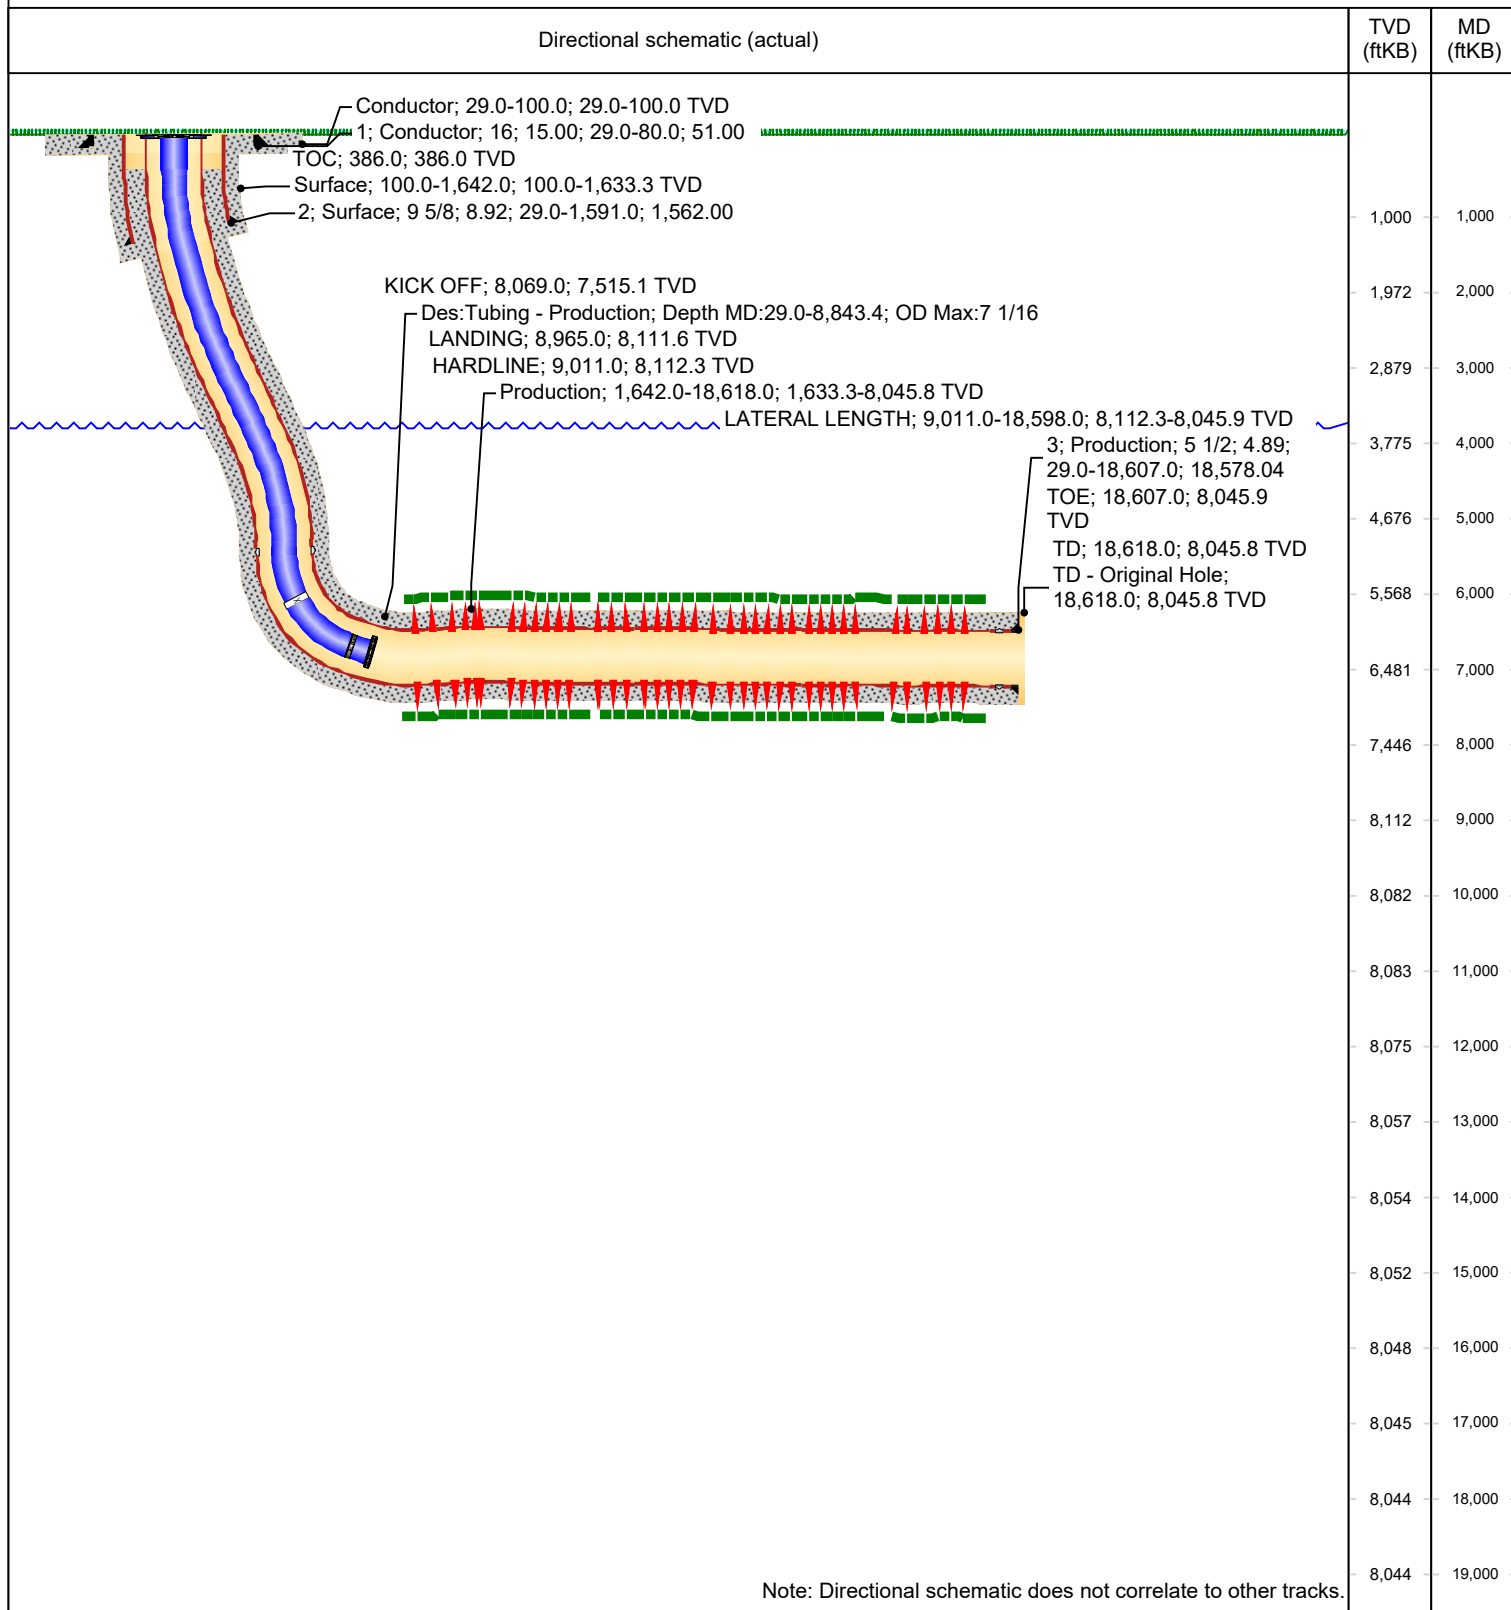 Directional schematic (actual)
TVD
(ftKB)
MD
(ftKB)
Conductor; 29.0-100.0; 29.0-100.0 TVD
1; Conductor; 16; 15.00; 29.0-80.0; 51.00
TOC; 386.0; 386.0 TVD
Surface; 100.0-1,642.0; 100.0-1,633.3 TVD
2; Surface; 9 5/8; 8.92; 29.0-1,591.0; 1,562.00
KICK OFF; 8,069.0; 7,515.1 TVD
Des:Tubing - Production; Depth MD:29.0-8,843.4; OD Max:7 1/16
LANDING; 8,965.0; 8,111.6 TVD
HARDLINE; 9,011.0; 8,112.3 TVD
Production; 1,642.0-18,618.0; 1,633.3-8,045.8 TVD
LATERAL LENGTH; 9,011.0-18,598.0; 8,112.3-8,045.9 TVD
3; Production; 5 1/2; 4.89;
29.0-18,607.0; 18,578.04
TOE; 18,607.0; 8,045.9
TVD
TD; 18,618.0; 8,045.8 TVD
TD - Original Hole;
18,618.0; 8,045.8 TVD
1,000 1,000
1,972 2,000
2,879 3,000
3,775 4,000
4,676 5,000
5,568 6,000
6,481 7,000
7,446 8,000
8,112 9,000
8,082 10,000
8,083 11,000
8,075 12,000
8,057 13,000
8,054 14,000
8,052 15,000
8,048 16,000
8,045 17,000
8,044 18,000
8,044 19,000
Note: Directional schematic does not correlate to other tracks.